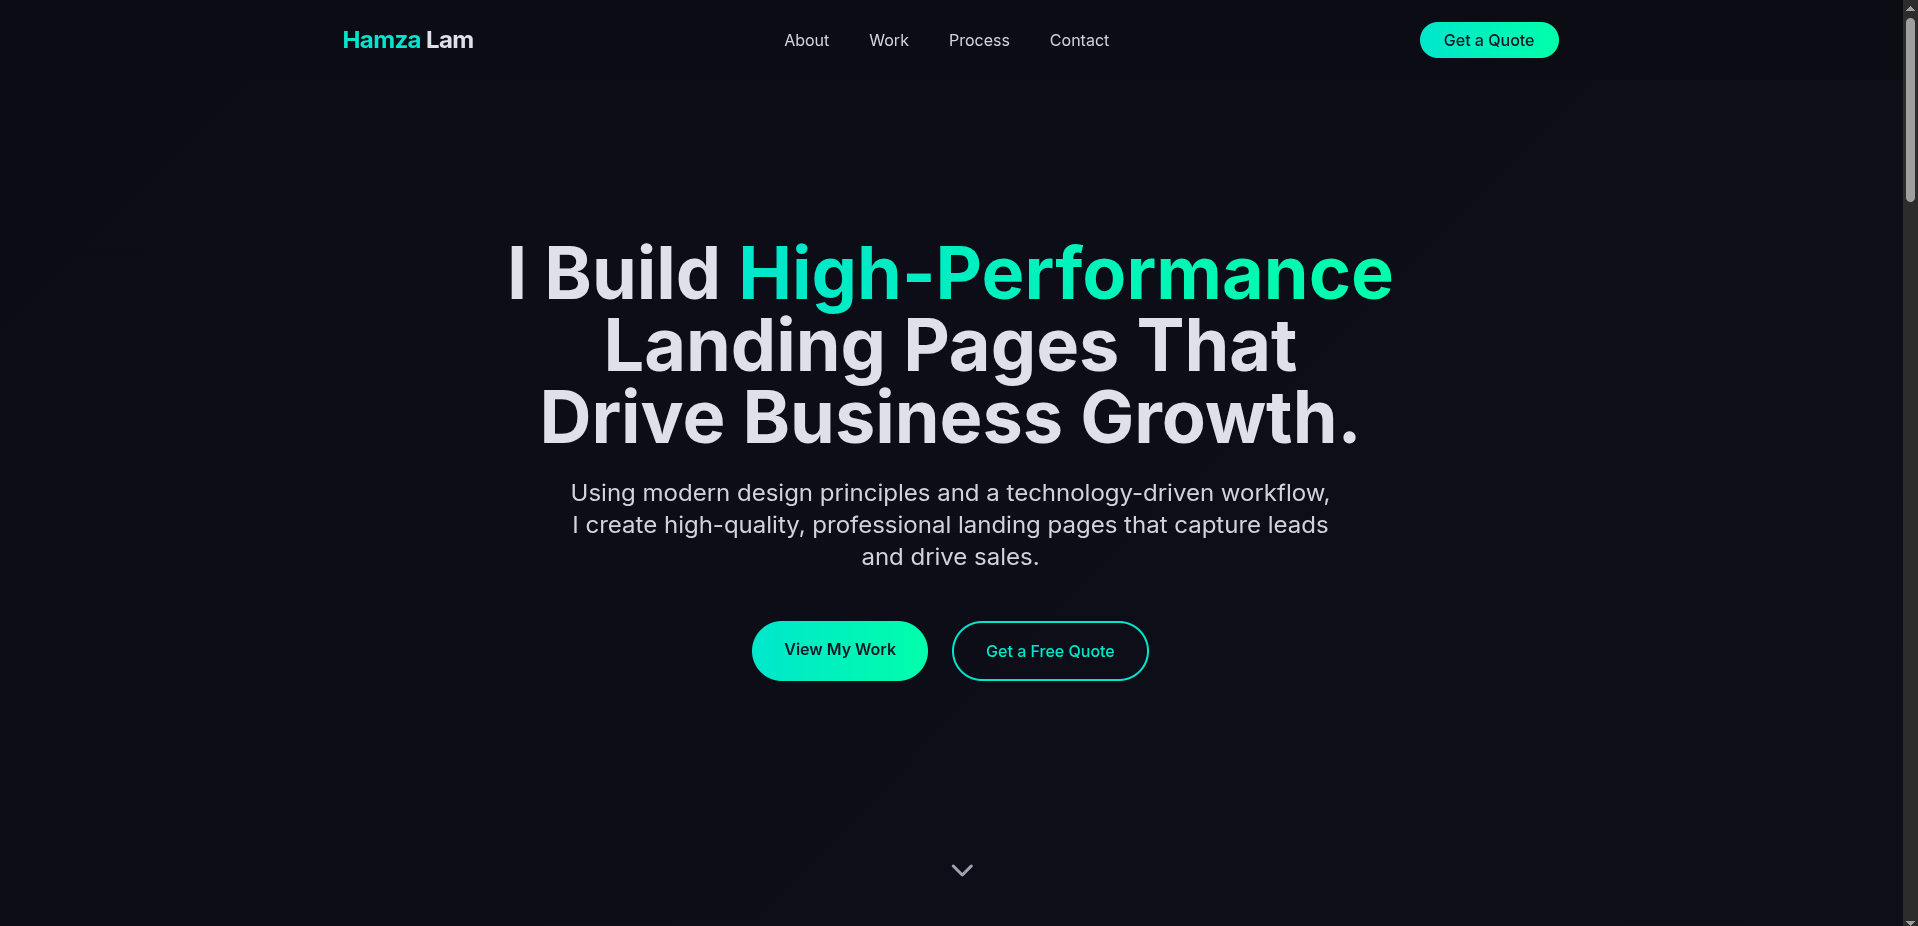 Hamza Lam
About Work Process Contact
Get a Quote
I Build High-Performance
Landing Pages That
Drive Business Growth.
Using modern design principles and a technology-driven workflow,
I create high-quality, professional landing pages that capture leads
and drive sales.
View My Work
Get a Free Quote